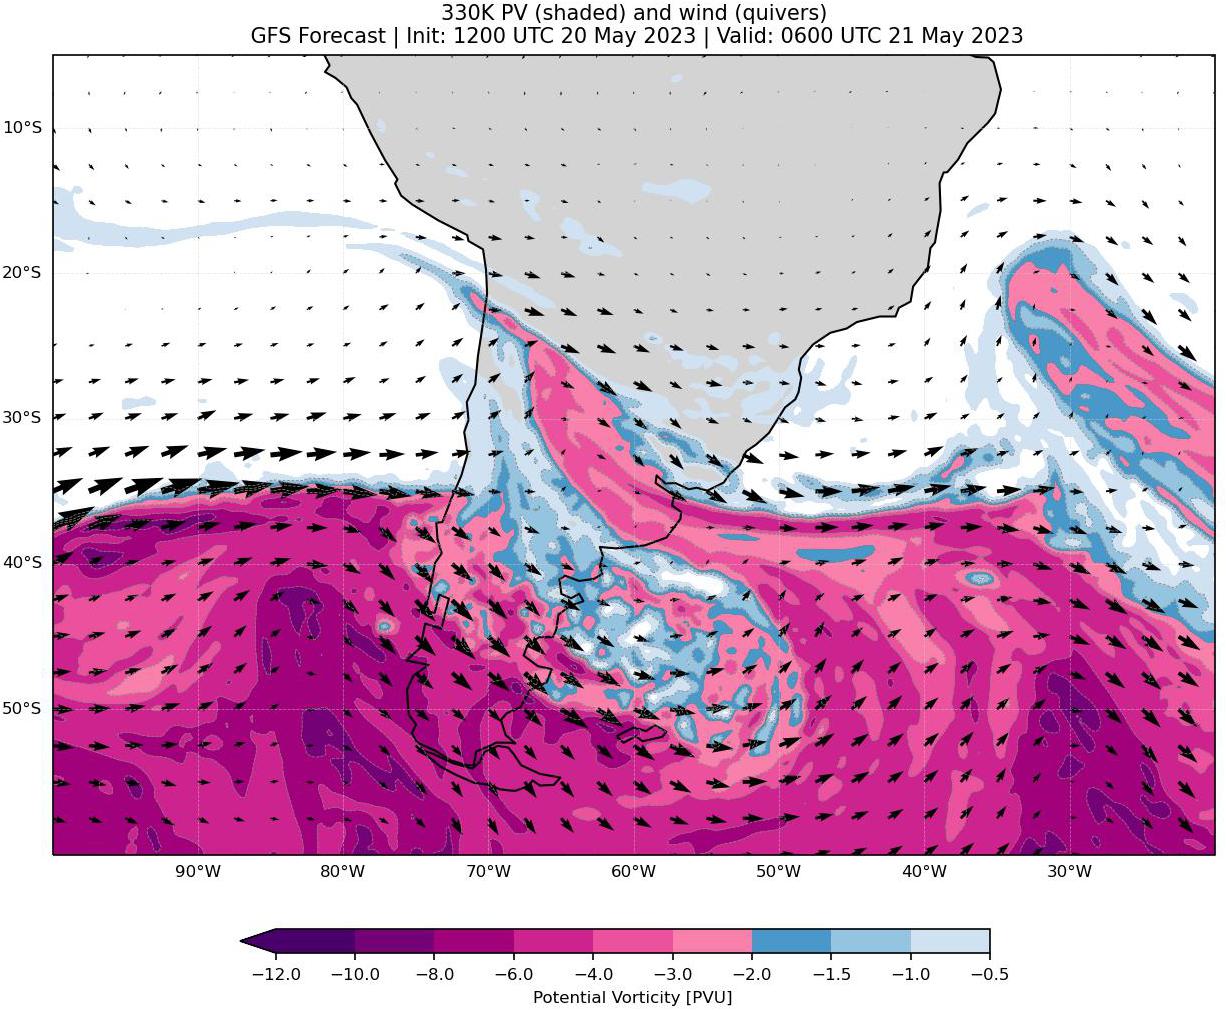 330K PV (shaded) and wind (quivers)
GFS Forecast | Init: 1200 UTC 20 May 2023 | Valid: 0600 UTC 21 May 2023
10°S
20°S
30°S
40°S
50°S
90°W 80°W 70°W 60°W 50°W 40°W 30°W
−12.0 −10.0 −8.0 −6.0 −4.0 −3.0 −2.0 −1.5 −1.0 −0.5
Potential Vorticity [PVU]